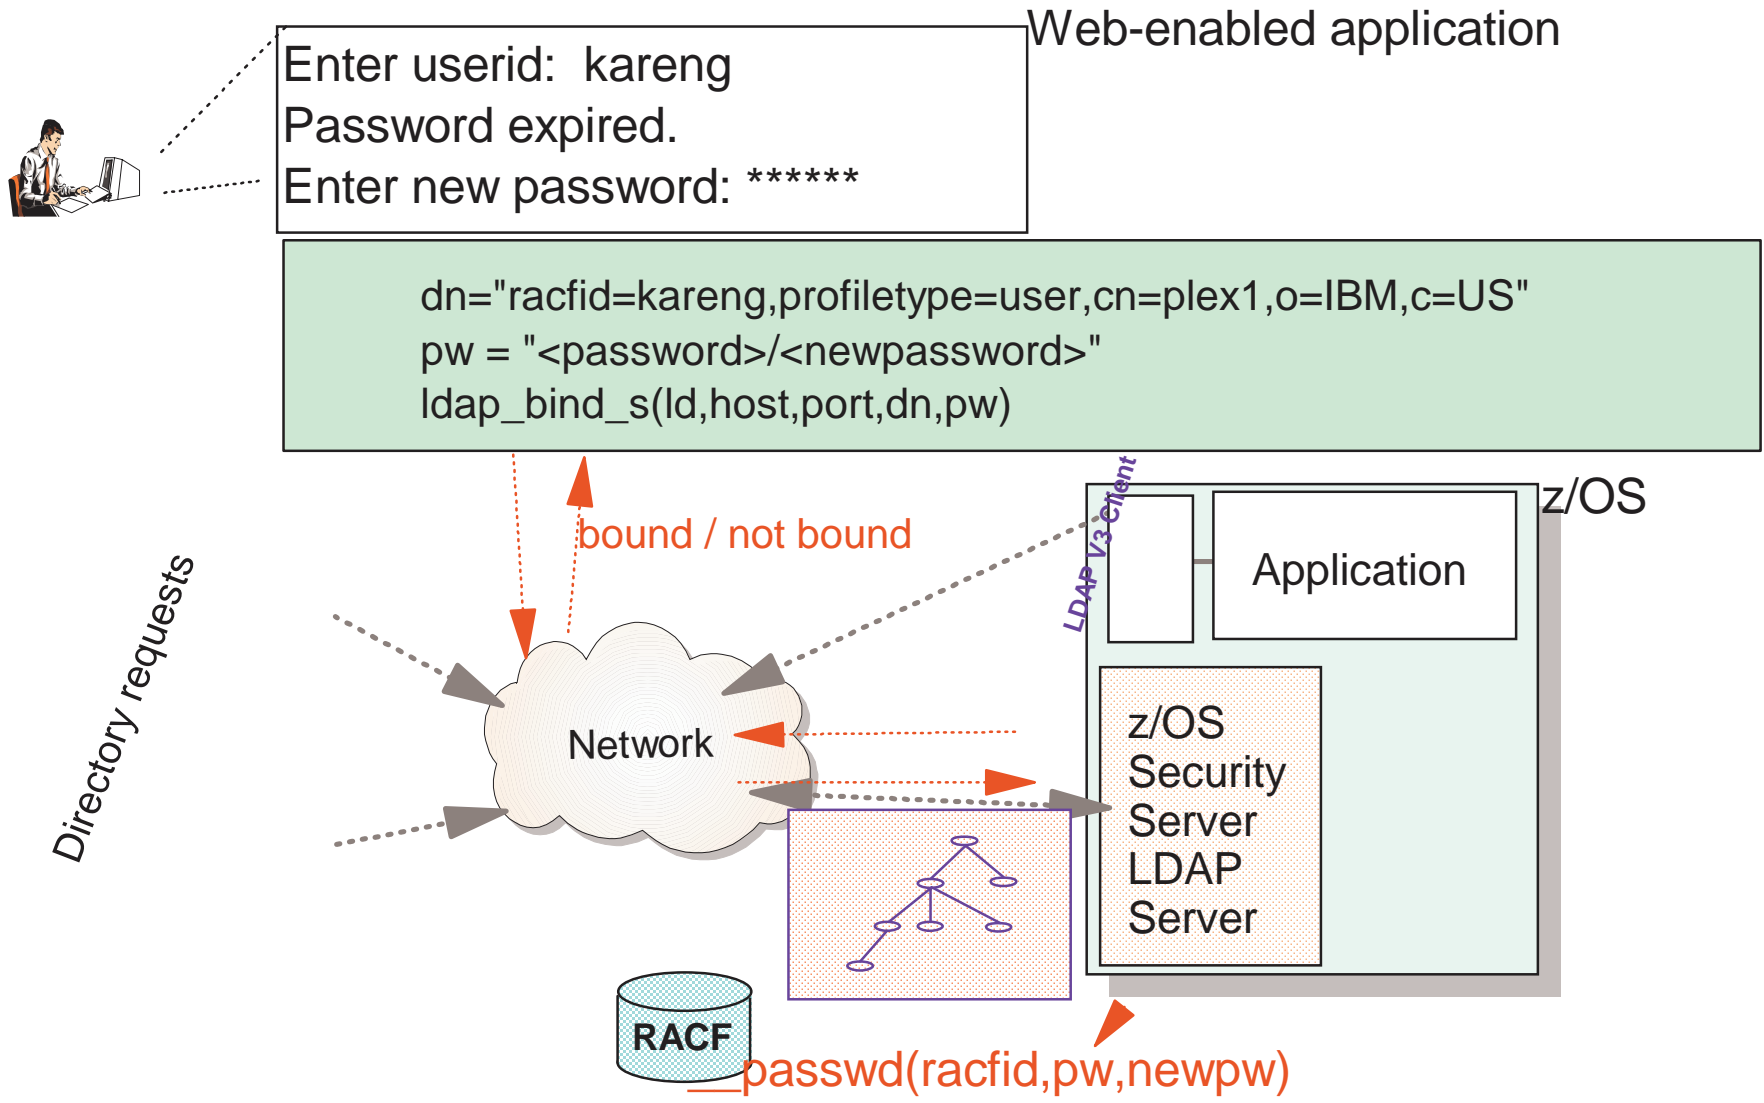 Web-enabled application
Enter userid:  kareng
Password expired.
Enter new password: ******
dn="racfid=kareng,profiletype=user,cn=plex1,o=IBM,c=US"
pw = "<password>/<newpassword>"
ldap_bind_s(ld,host,port,dn,pw)
bound / not bound
LDAP V3 Client
z/OS
Application
Directory requests
Network
z/OS
Security
Server
LDAP
Server
RACF
__passwd(racfid,pw,newpw)